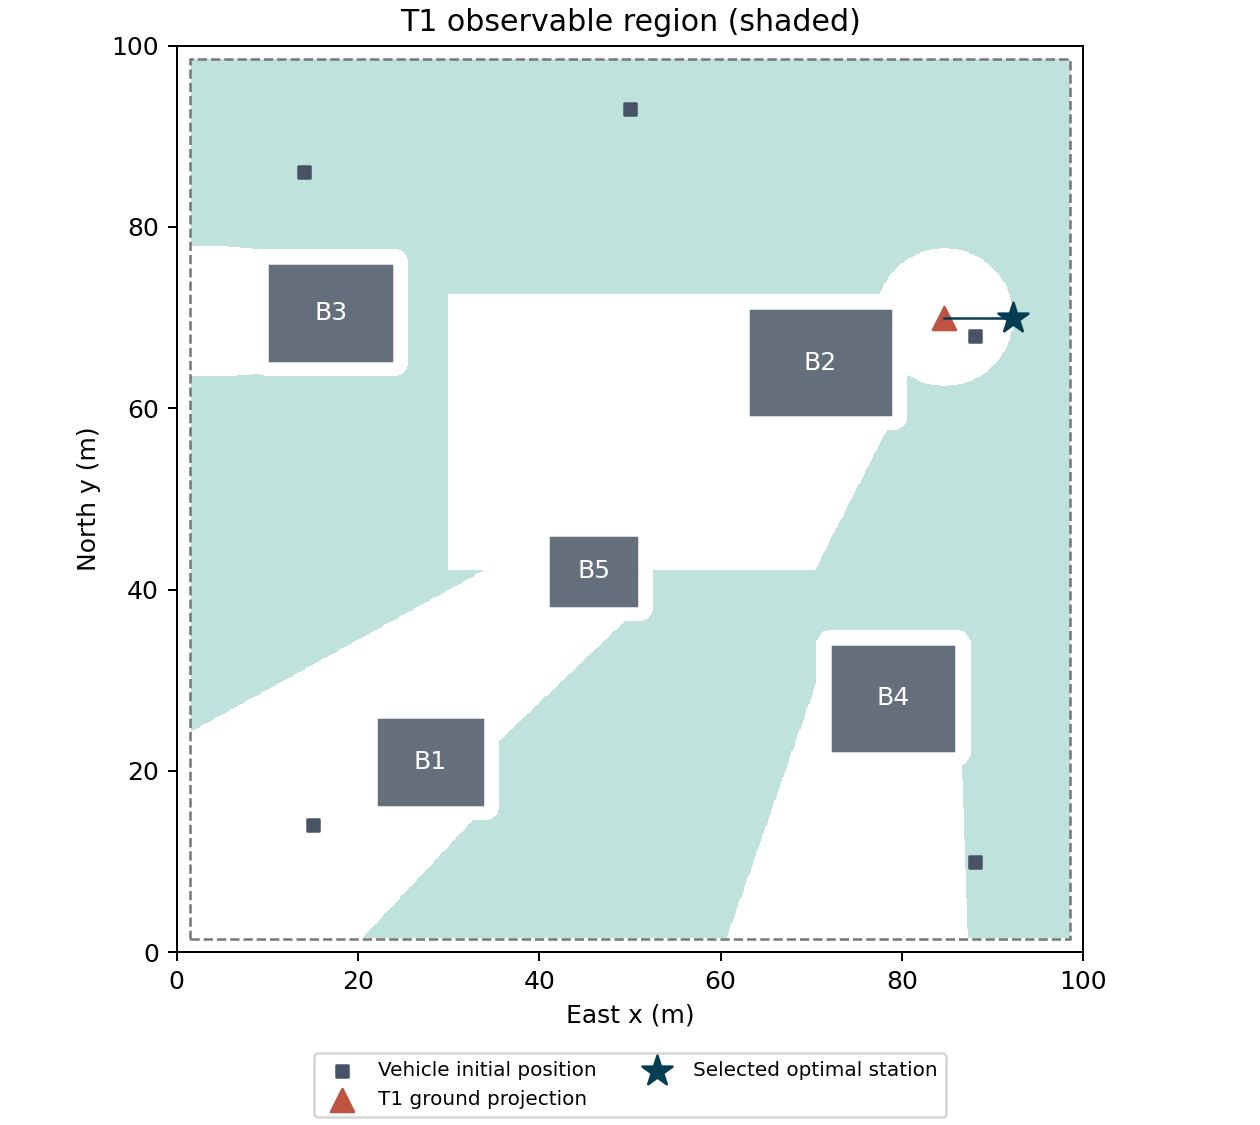 T1 observable region (shaded)
100
80
60
40
20
0
North y (m)
B3
B2
B5
B4
B1
0 20 40 60 80 100
East x (m)
Vehicle initial position
T1 ground projection
Selected optimal station